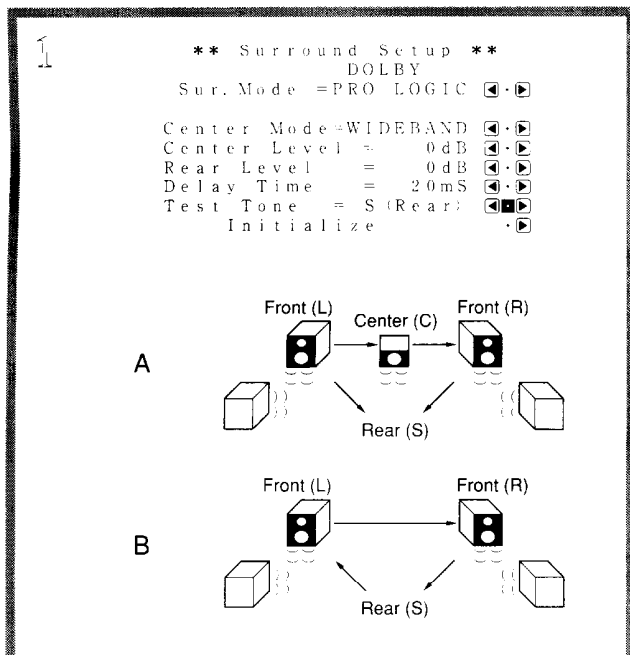 1
** Surround Setup **
DOLBY
Sur.Mode =PRO LOGIC ◀・▶
Center Mode=WIDEBAND ◀・▶
Center Level = 0dB ◀・▶
Rear Level = 0dB ◀・▶
Delay Time = 20mS ◀・▶
Test Tone = S(Rear) ◀▪▶
Initialize ・▶
Front (L) Center (C) Front (R)
A
Rear (S)
Front (L) Front (R)
B
Rear (S)